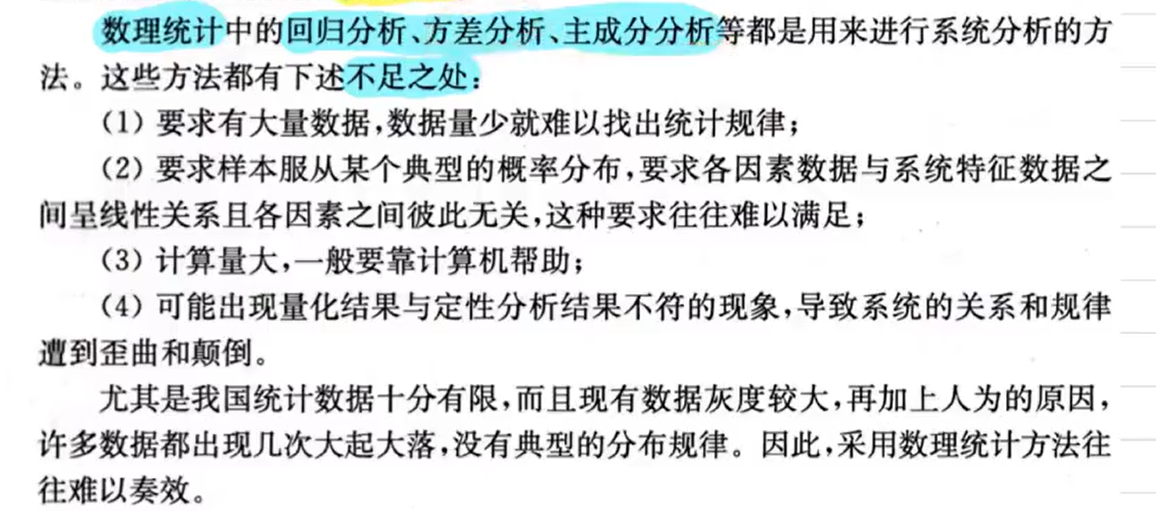 数理统计中的回归分析、方差分析、主成分分析等都是用来进行系统分析的方
法。这些方法都有下述不足之处：
（1）要求有大量数据，数据量少就难以找出统计规律；
（2）要求样本服从某个典型的概率分布，要求各因素数据与系统特征数据之
间呈线性关系且各因素之间彼此无关，这种要求往往难以满足；
（3）计算量大，一般要靠计算机帮助；
（4）可能出现量化结果与定性分析结果不符的现象，导致系统的关系和规律
遭到歪曲和颠倒。
尤其是我国统计数据十分有限，而且现有数据灰度较大，再加上人为的原因，
许多数据都出现几次大起大落，没有典型的分布规律。因此，采用数理统计方法往
往难以奏效。